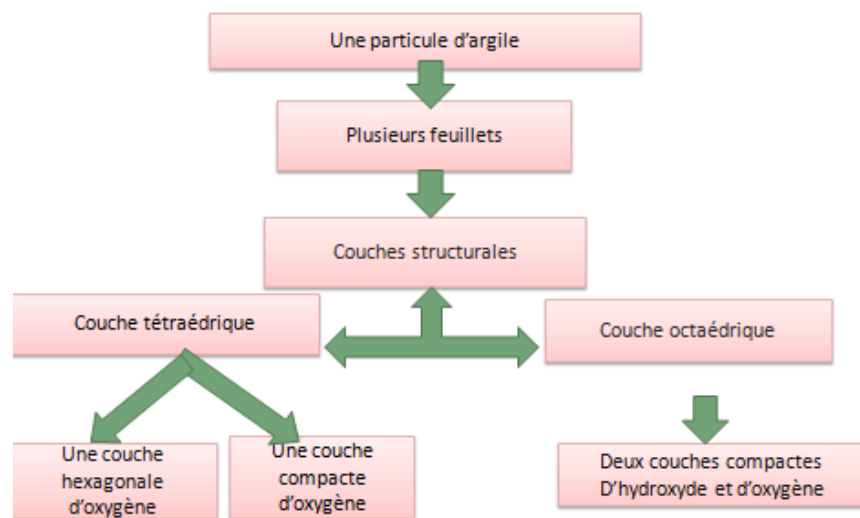 Une particule d'argile
Plusieurs feuillets
Couches structurales
Couche tétraédrique
Couche octaédrique
Une couche
hexagonale
d'oxygène
Une couche
compacte
d'oxygène
Deux couches compactes
D'hydroxyde et d'oxygène